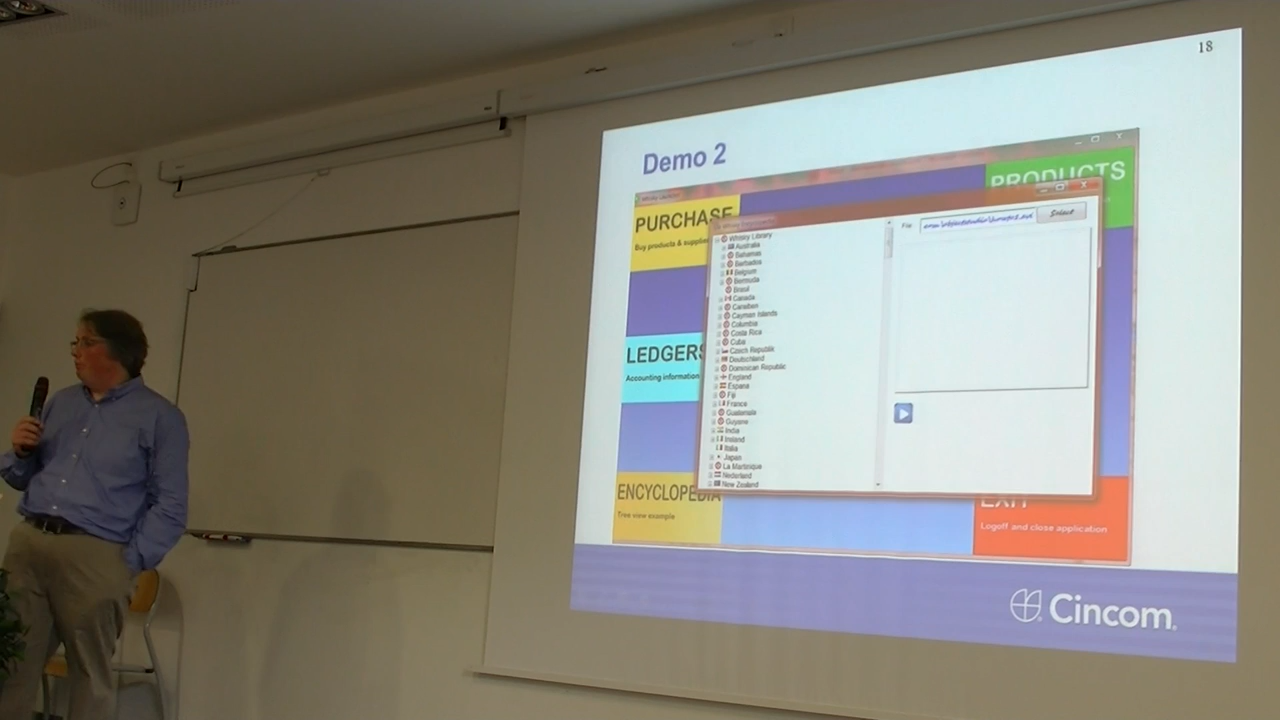 18
Demo 2
PRODUCTS
PURCHASE
Buy products & supplie
File
Select
Whisky Library
Australia
Bahamas
Barbados
Belgium
Bermuda
Brasil
Canada
Caraiben
Cayman Islands
Columbia
Costa Rica
Cuba
Czech Republik
Deutschland
Dominican Republic
England
Espana
Fiji
France
Guatemala
Guyane
India
Ireland
Italia
Japan
La Martinique
Nederland
New Zealand
LEDGERS
Accounting information
ENCYCLOPEDIA
Tree view example
EXIT
Logoff and close application
Cincom